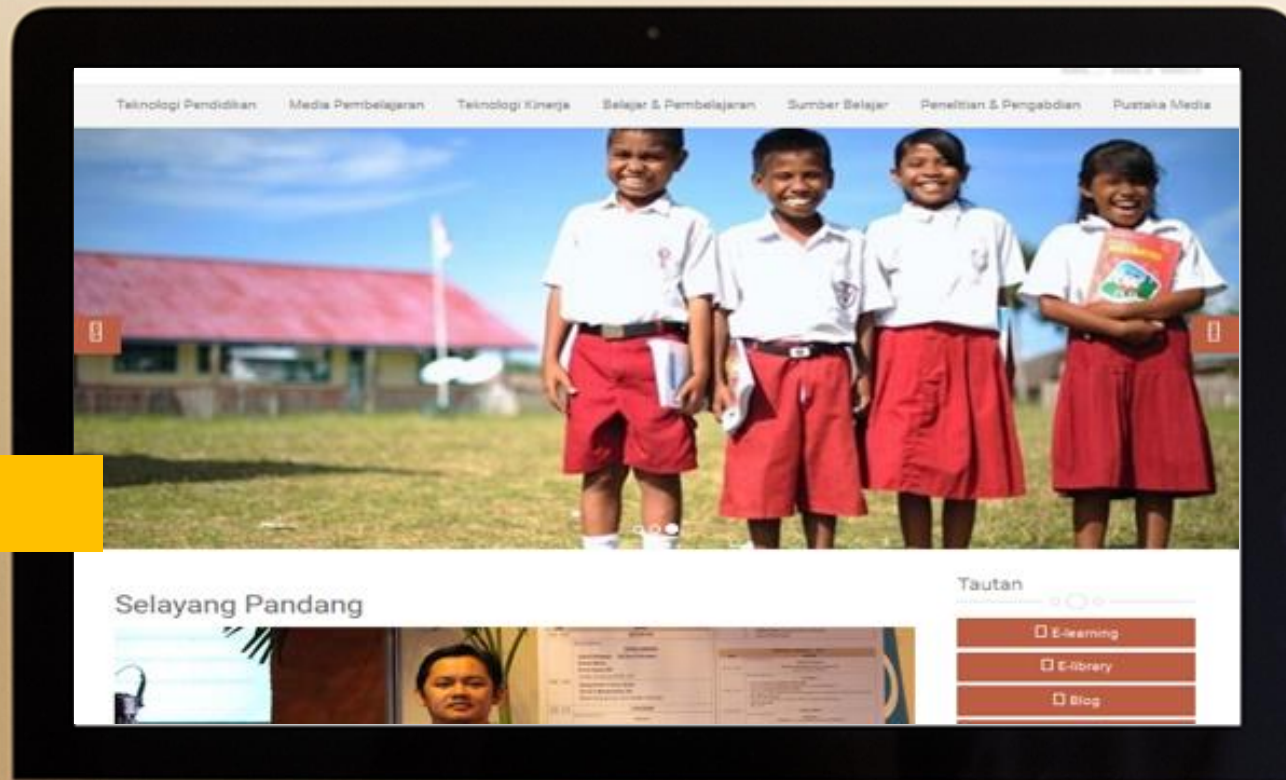 Teknologi Pendidikan Media Pembelajaran Teknologi Kinerja Belajar & Pembelajaran Sumber Belajar Penelitian & Pengabdian Pustaka Media
Selayang Pandang
Tautan
E-learning
E-library
Blog